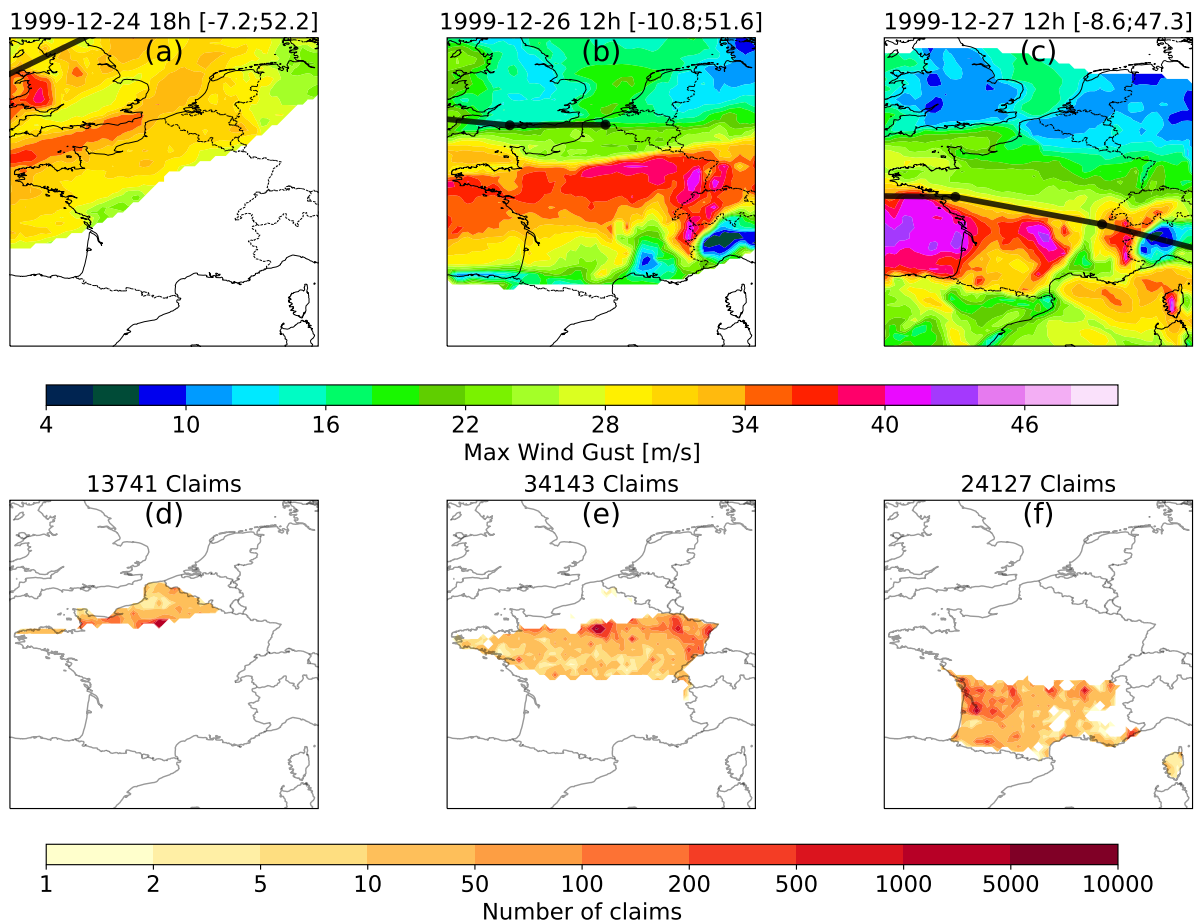 1999-12-24 18h [-7.2;52.2]
1999-12-26 12h [-10.8;51.6]
1999-12-27 12h [-8.6;47.3]
(a)
(b)
(c)
4 10 16 22 28 34 40 46
Max Wind Gust [m/s]
13741 Claims
34143 Claims
24127 Claims
(d)
(e)
(f)
1 2 5 10 50 100 200 500 1000 5000 10000
Number of claims